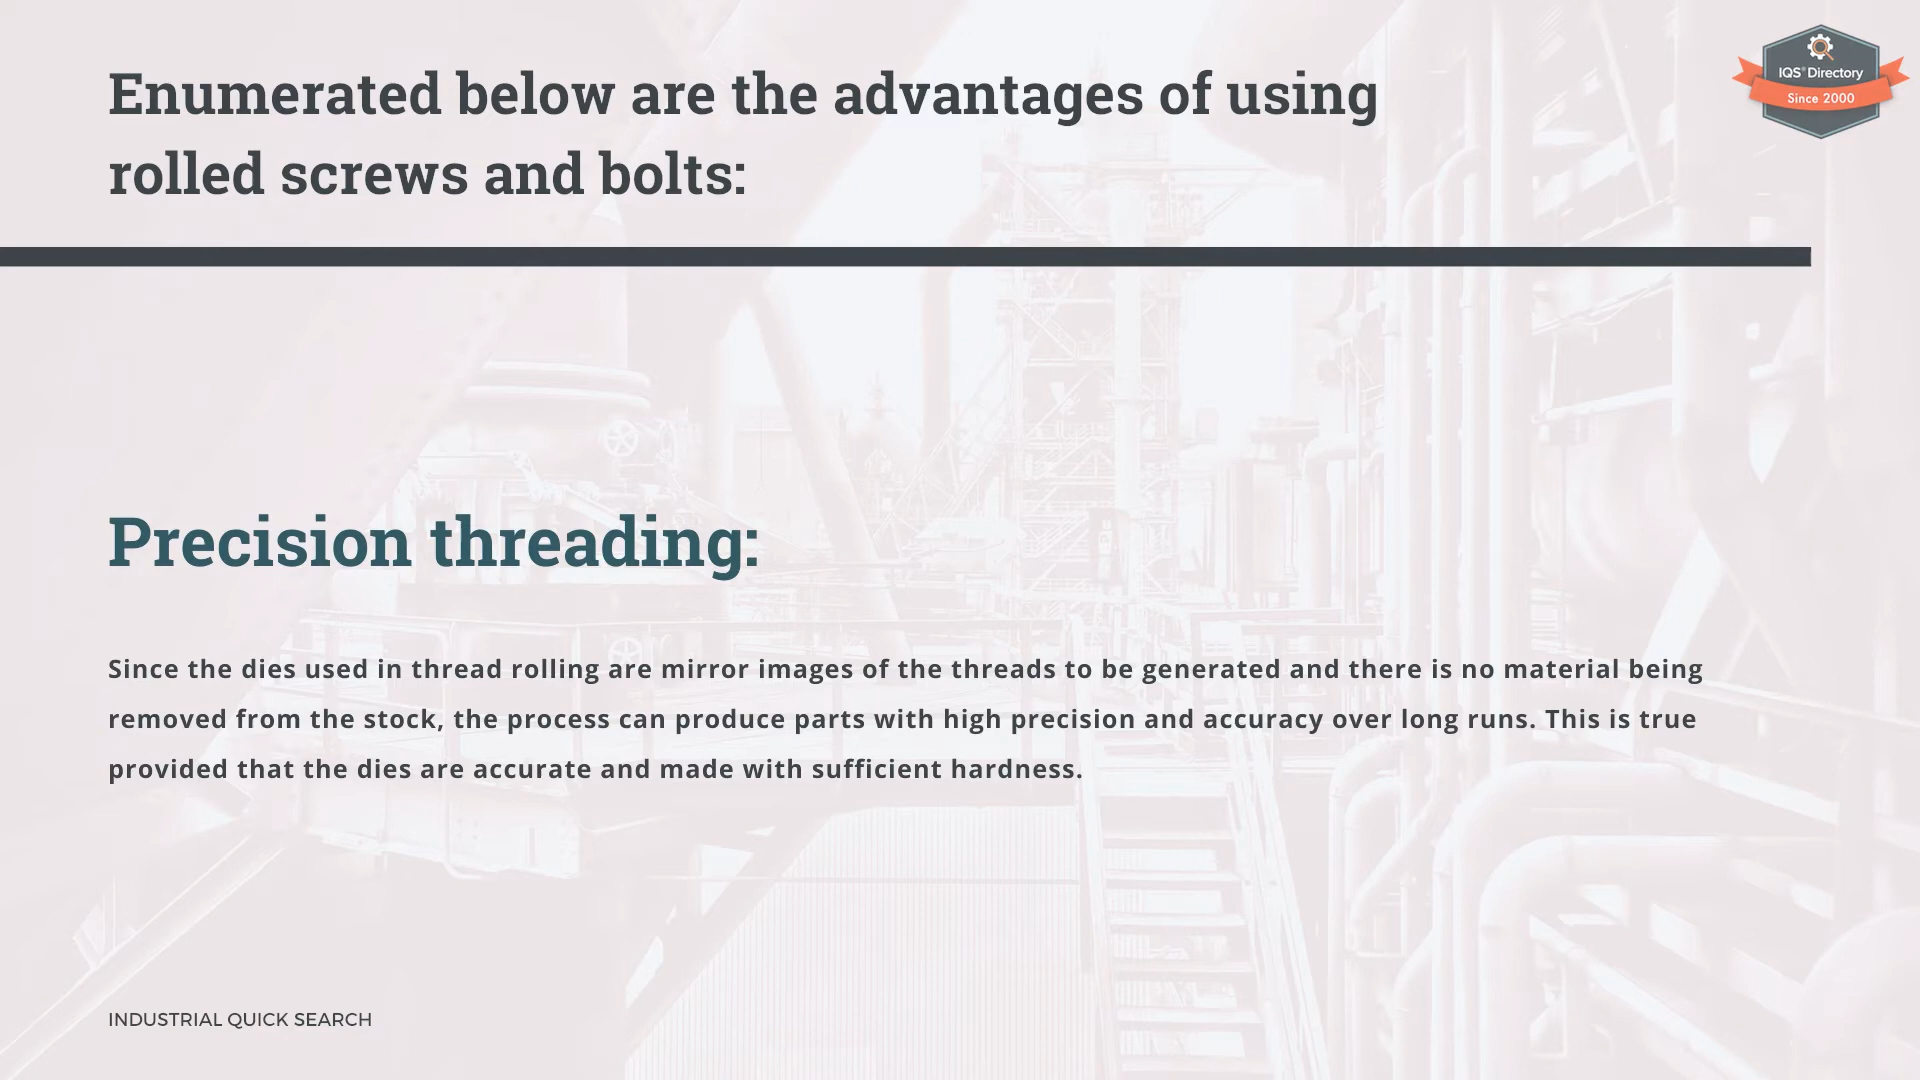 Enumerated below are the advantages of using
rolled screws and bolts:
IQS® Directory
Since 2000
Precision threading:
Since the dies used in thread rolling are mirror images of the threads to be generated and there is no material being
removed from the stock, the process can produce parts with high precision and accuracy over long runs. This is true
provided that the dies are accurate and made with sufficient hardness.
INDUSTRIAL QUICK SEARCH